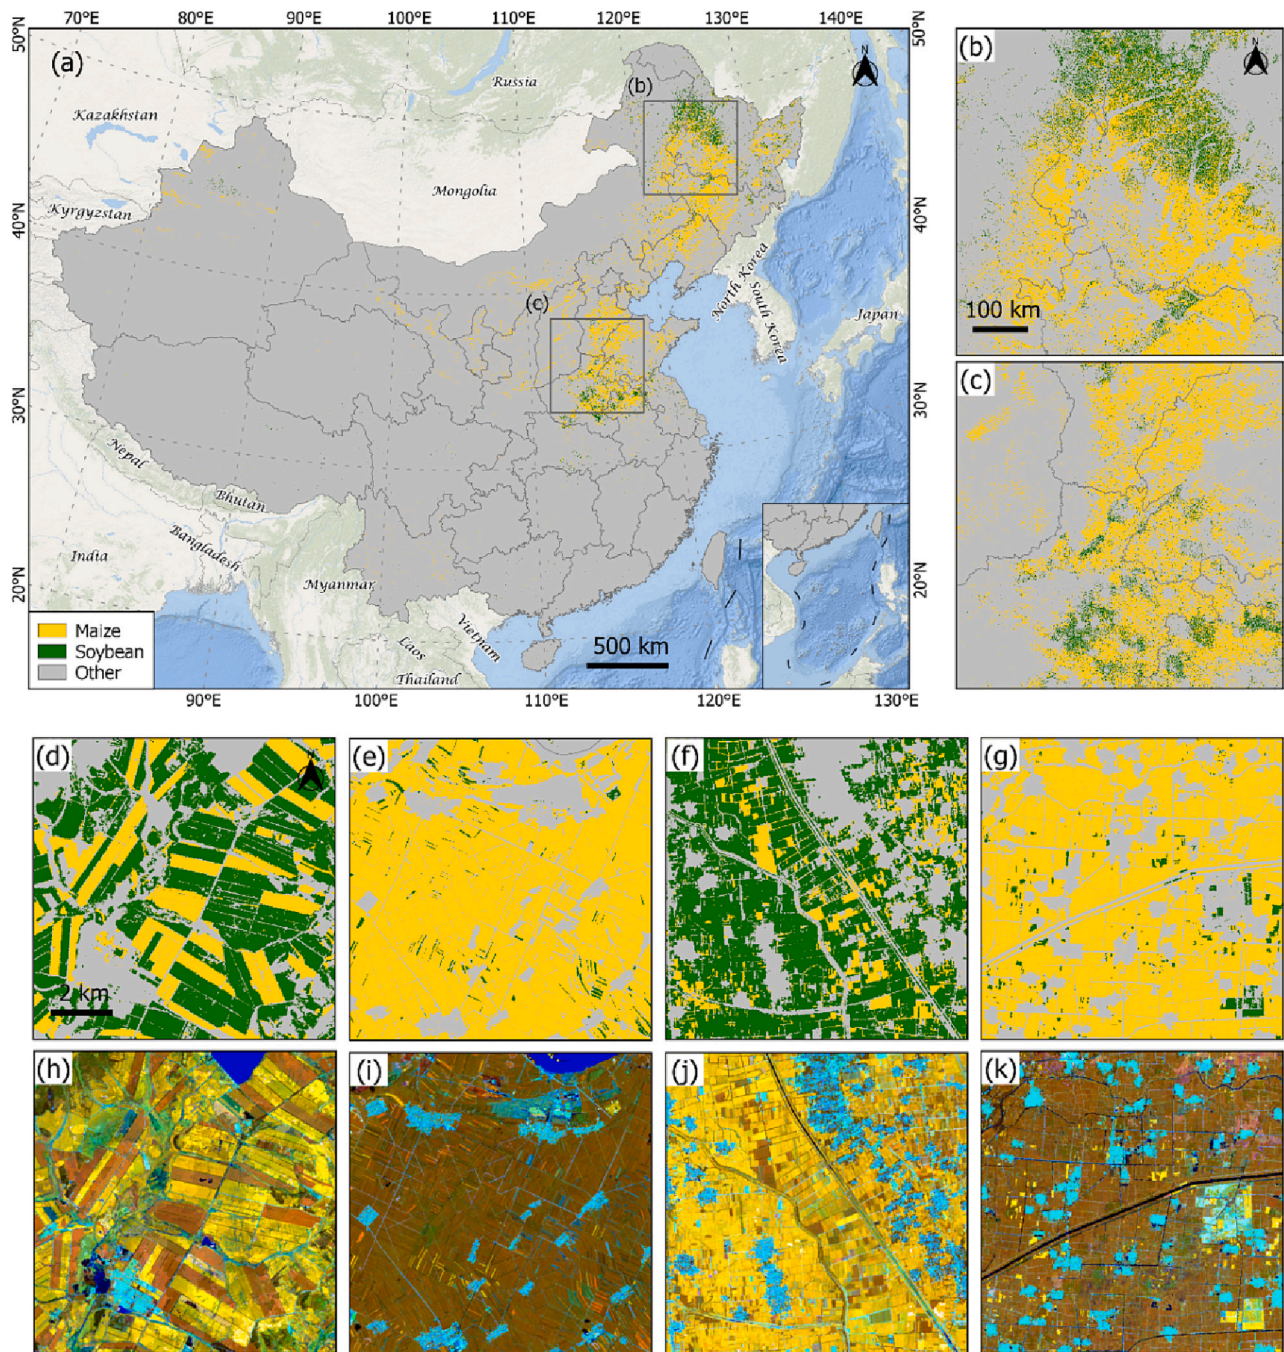 70°E 80°E 90°E 100°E 110°E 120°E 130°E 140°E
50°N 50°N
(a) N (b) N
Russia
(b)
Kazakhstan
Mongolia
Kyrgyzstan
40°N 40°N
North Korea
South Korea
Japan
100 km
(c) (c)
30°N 30°N
Nepal
Bhutan
Bangladesh
India
Myanmar
20°N 20°N
Vietnam
Laos
Thailand
Maize
Soybean
Other
500 km
90°E 100°E 110°E 120°E 130°E
(d) (e) (f) (g)
2 km
(h) (i) (j) (k)